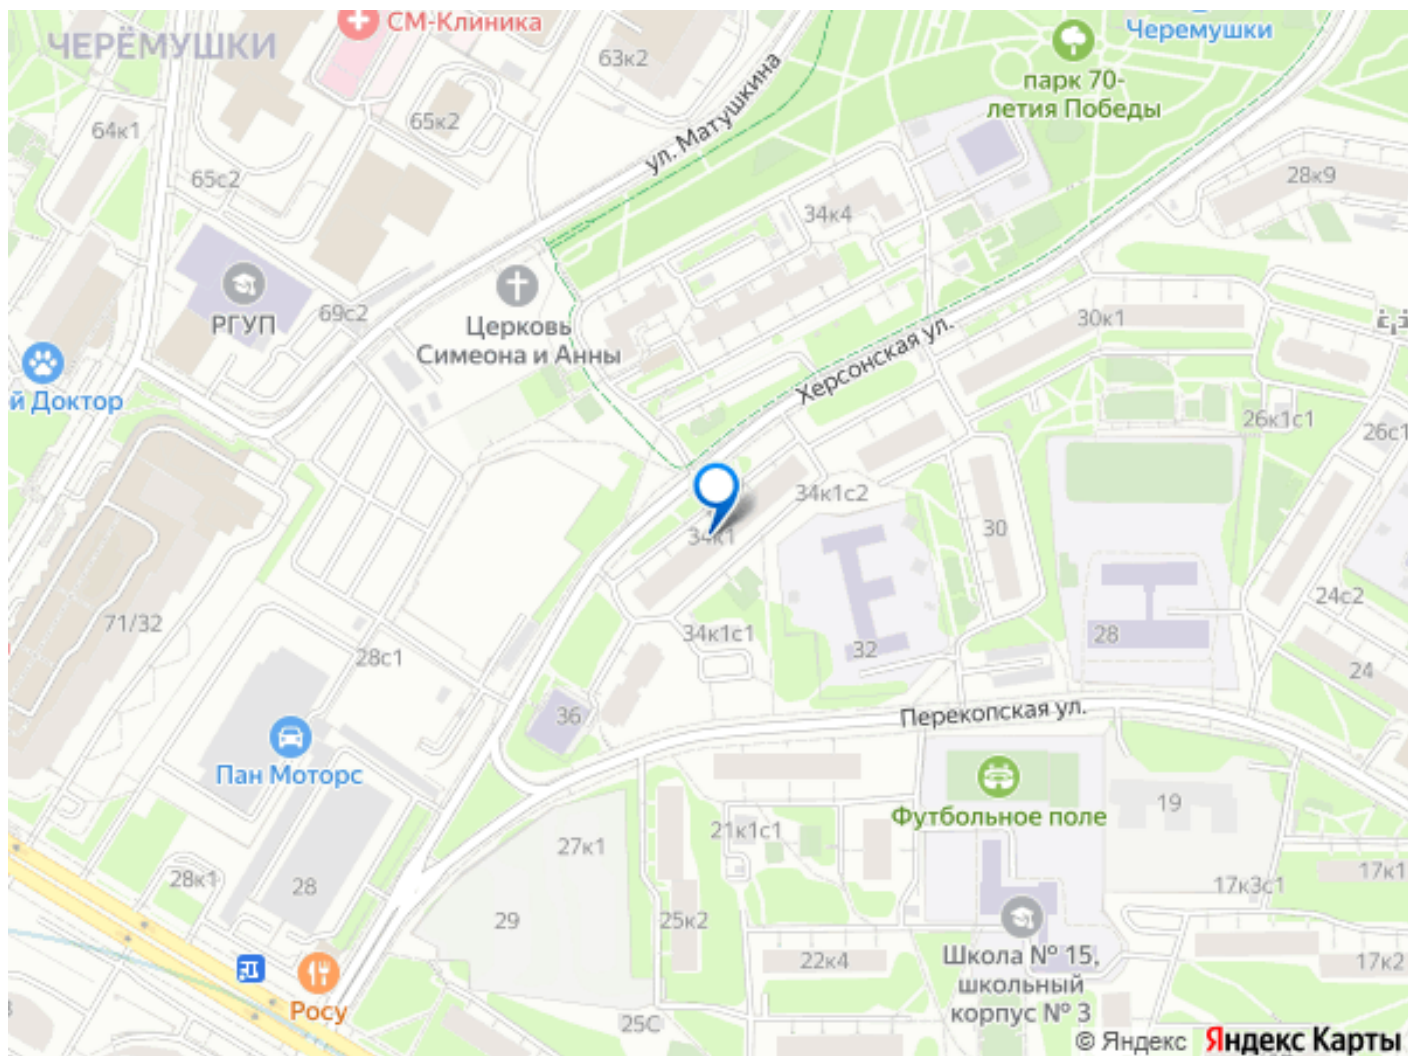 СМ-Клиника
ЧЕРЁМУШКИ
Черемушки
63к2
парк 70-
летия Победы
64к1
65к2
ул. Матушкина
65с2
28к9
34к4
РГУП
69с2
Церковь
Симеона и Анны
30к1
Херсонская ул.
й Доктор
26к1с1
26с1
34к1с2
34к1
30
24с2
71/32
34к1с1
28
32
28с1
24
36
Перекопская ул.
Пан Моторс
19
Футбольное поле
21к1с1
27к1
17к1
28к1
28
17к3с1
29
25к2
22к4
Школа № 15,
школьный
корпус № 3
17к2
Росу
25С
© Яндекс Яндекс Карты